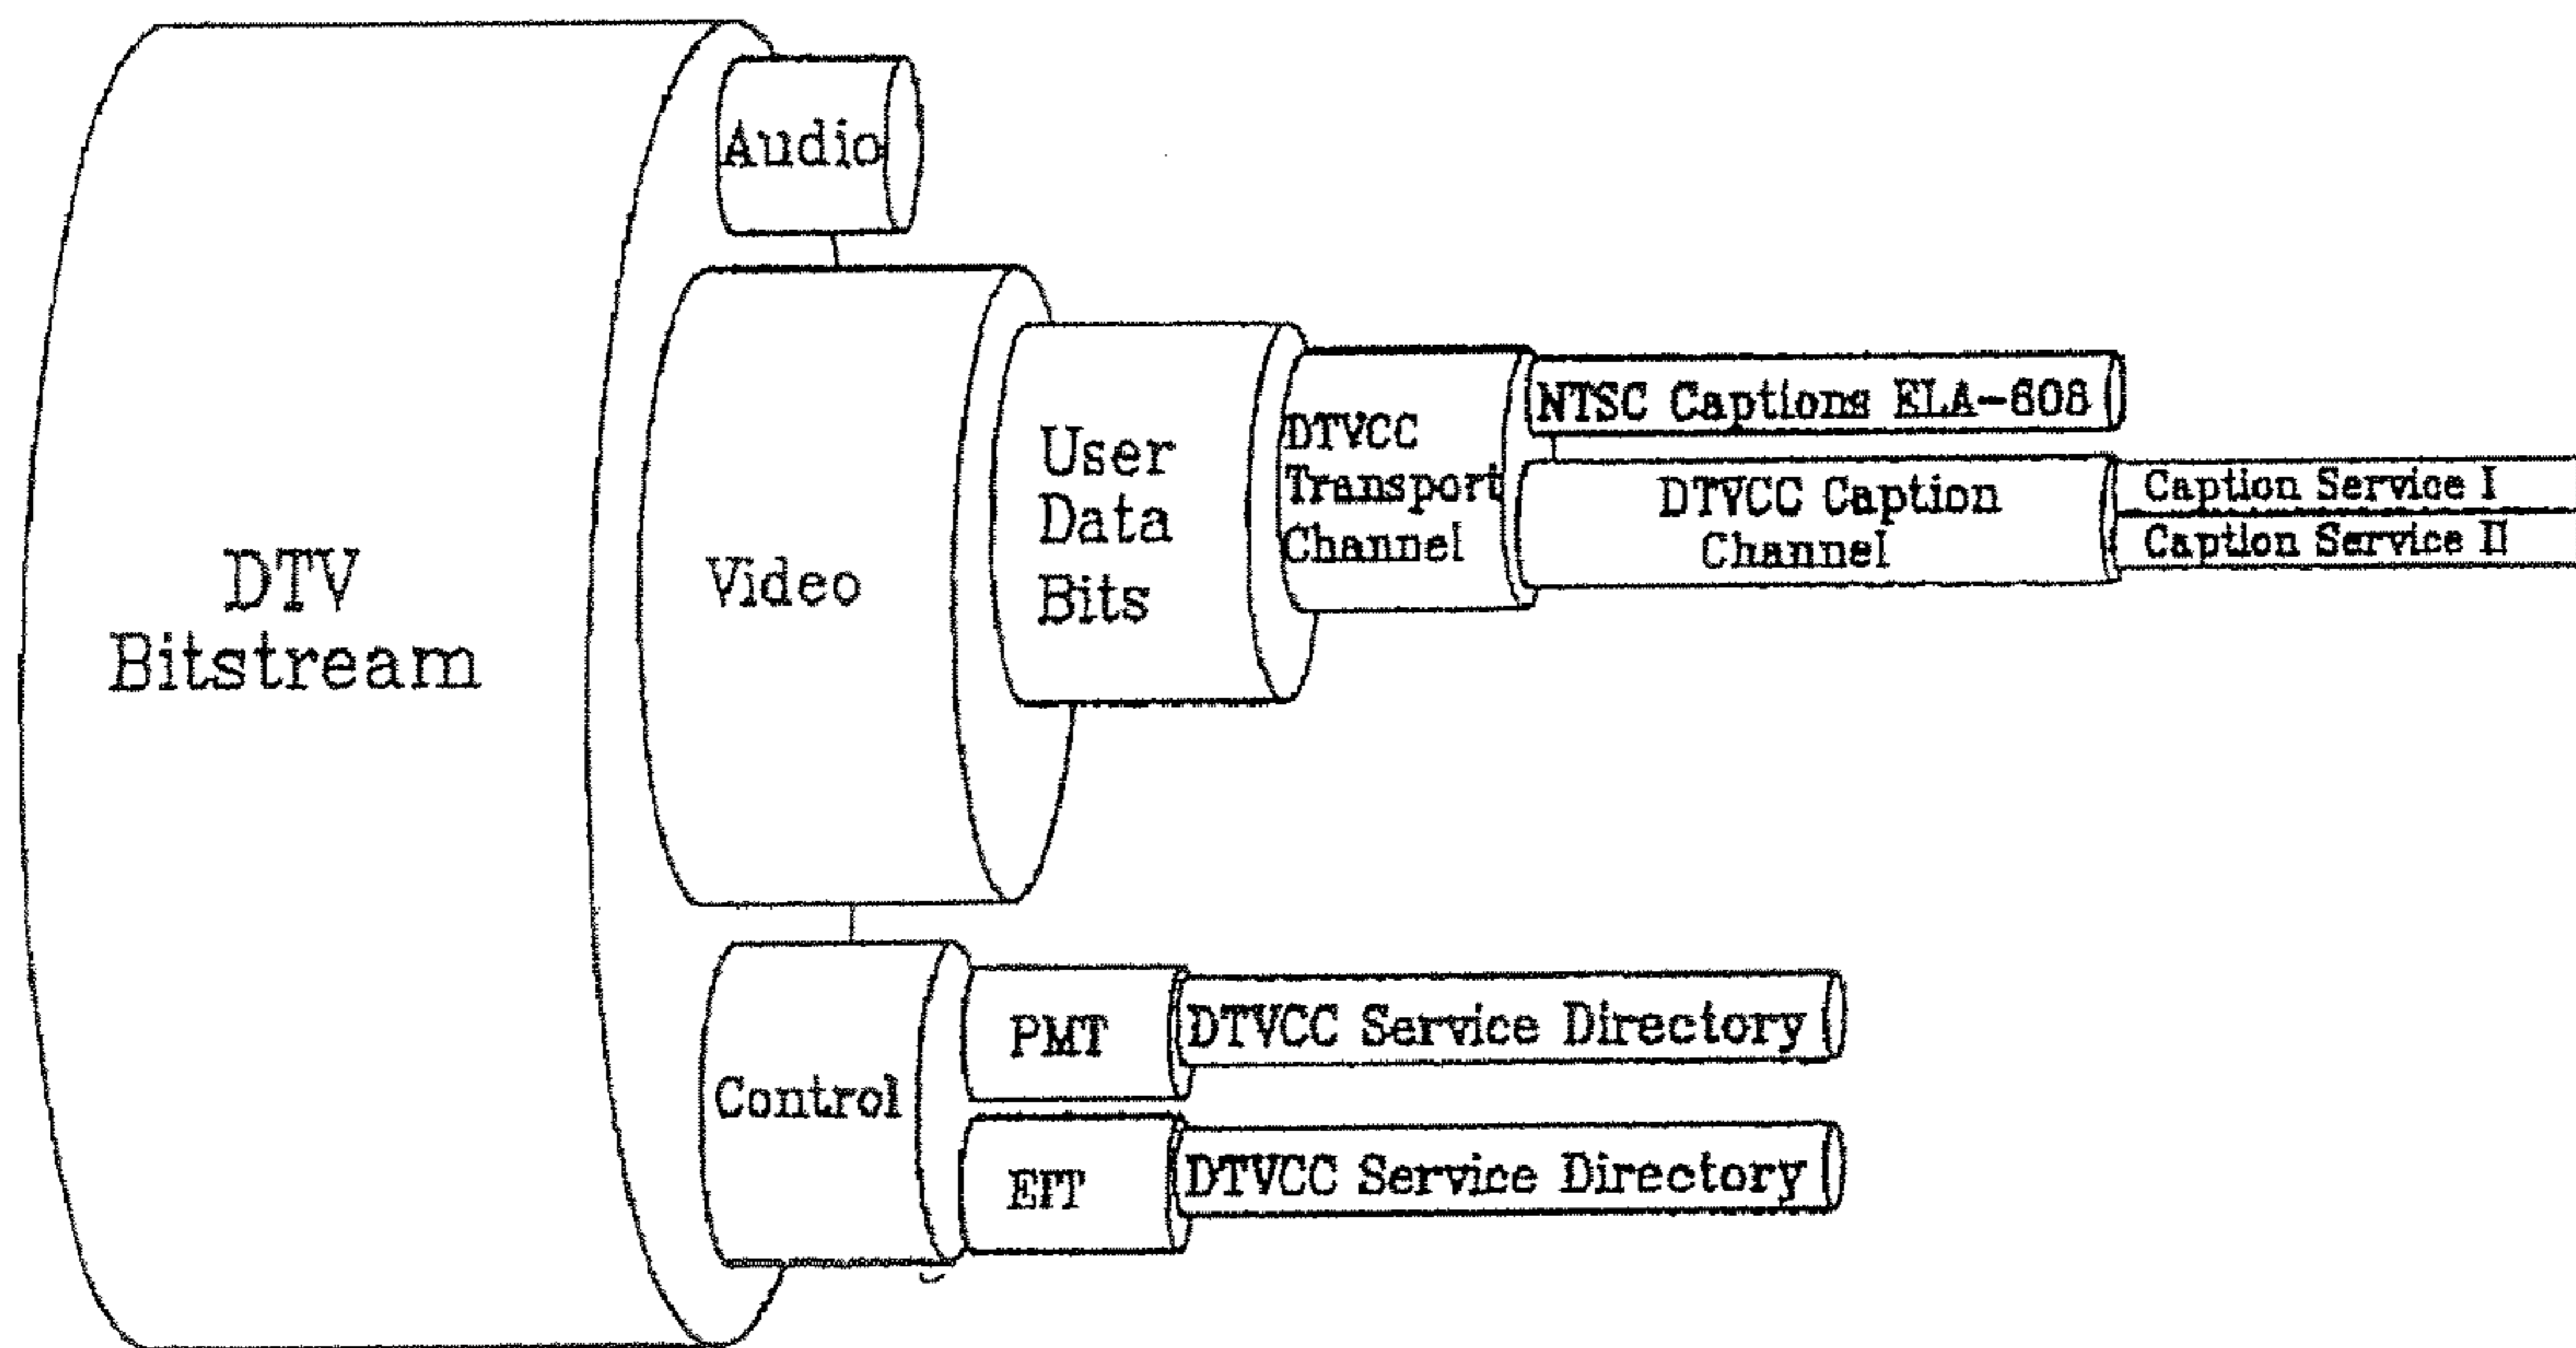 Audio
DTV
Bitstream
Video
User
Data
Bits
DTVCC
Transport
Channel
NTSC Captions ELA-608
DTVCC Caption
Channel
Caption Service I
Caption Service II
Control
PMT
DTVCC Service Directory
EIT
DTVCC Service Directory